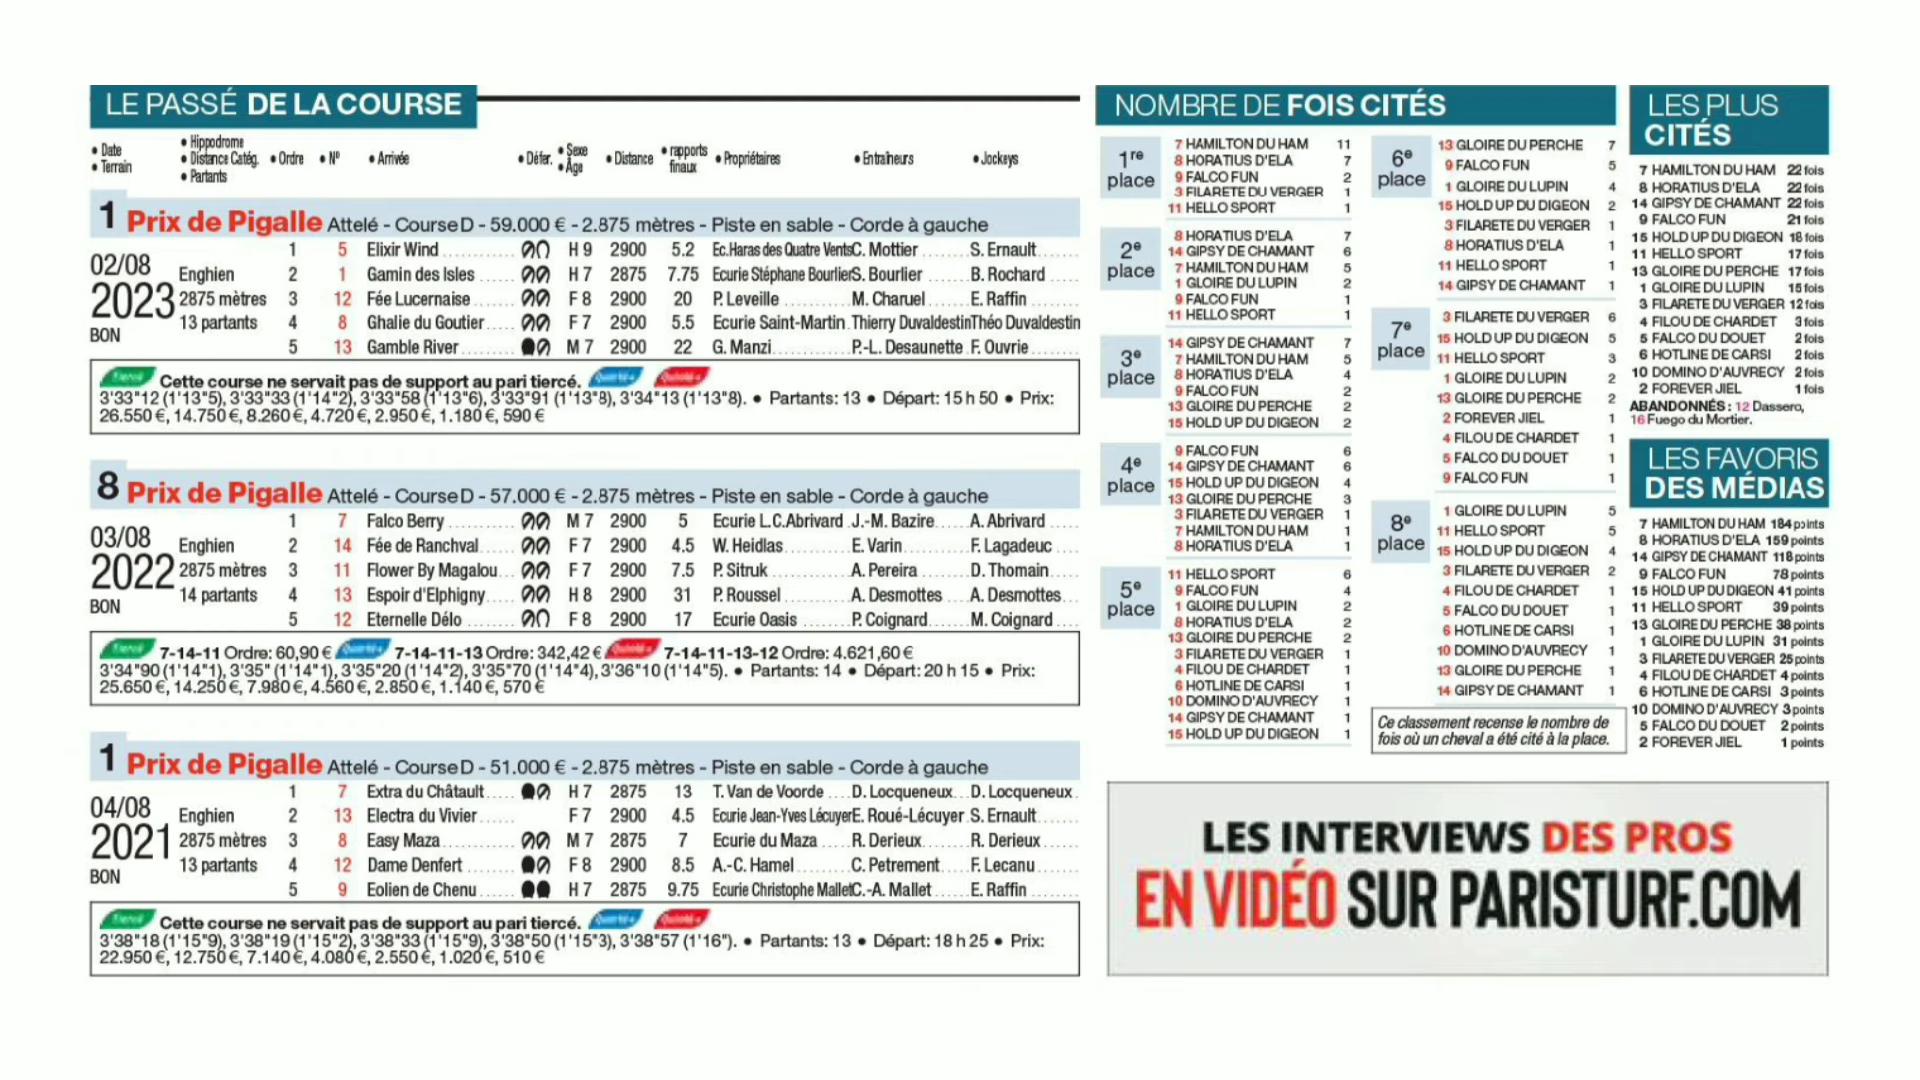 LE PASSÉ DE LA COURSE
• Date
• Terrain
• Hippodrome
• Distance Catég.
• Partants
• Ordre
• N°
• Arrivée
• Défer.
• Sexe
• Âge
• Distance
• rapports finaux
• Propriétaires
• Entraîneurs
• Jockeys
1 Prix de Pigalle Attelé - Course D - 59.000 € - 2.875 mètres - Piste en sable - Corde à gauche
02/08
2023
BON
Enghien
2875 mètres
13 partants
1 5 Elixir Wind H 9 2900 5.2 Ec.Haras des Quatre Vents C. Mottier S. Ernault
2 1 Gamin des Isles H 7 2875 7.75 Ecurie Stéphane Bourlier S. Bourlier B. Rochard
3 12 Fée Lucernaise F 8 2900 20 P. Leveille M. Charuel E. Raffin
4 8 Ghalie du Goutier F 7 2900 5.5 Ecurie Saint-Martin Thierry Duvaldestin Théo Duvaldestin
5 13 Gamble River M 7 2900 22 G. Manzi P.-L. Desaunette F. Ouvrie
Tiercé Cette course ne servait pas de support au pari tiercé. Quarté+ Quinté+
3'33"12 (1'13"5), 3'33"33 (1'14"2), 3'33"58 (1'13"6), 3'33"91 (1'13"8), 3'34"13 (1'13"8). • Partants: 13 • Départ: 15 h 50 • Prix:
26.550 €, 14.750 €, 8.260 €, 4.720 €, 2.950 €, 1.180 €, 590 €
8 Prix de Pigalle Attelé - Course D - 57.000 € - 2.875 mètres - Piste en sable - Corde à gauche
03/08
2022
BON
Enghien
2875 mètres
14 partants
1 7 Falco Berry M 7 2900 5 Ecurie L.C.Abrivard J.-M. Bazire A. Abrivard
2 14 Fée de Ranchval F 7 2900 4.5 W. Heidlas E. Varin F. Lagadeuc
3 11 Flower By Magalou F 7 2900 7.5 P. Sitruk A. Pereira D. Thomain
4 13 Espoir d'Elphigny H 8 2900 31 P. Roussel A. Desmottes A. Desmottes
5 12 Eternelle Délo F 8 2900 17 Ecurie Oasis P. Coignard M. Coignard
Tiercé 7-14-11 Ordre: 60,90 € Quarté+ 7-14-11-13 Ordre: 342,42 € Quinté+ 7-14-11-13-12 Ordre: 4.621,60 €
3'34"90 (1'14"1), 3'35" (1'14"1), 3'35"20 (1'14"2), 3'35"70 (1'14"4), 3'36"10 (1'14"5). • Partants: 14 • Départ: 20 h 15 • Prix:
25.650 €, 14.250 €, 7.980 €, 4.560 €, 2.850 €, 1.140 €, 570 €
1 Prix de Pigalle Attelé - Course D - 51.000 € - 2.875 mètres - Piste en sable - Corde à gauche
04/08
2021
BON
Enghien
2875 mètres
13 partants
1 7 Extra du Châtault H 7 2875 13 T. Van de Voorde D. Locqueneux D. Locqueneux
2 13 Electra du Vivier F 7 2900 4.5 Ecurie Jean-Yves Lécuyer E. Roué-Lécuyer S. Ernault
3 8 Easy Maza M 7 2875 7 Ecurie du Maza R. Derieux R. Derieux
4 12 Dame Denfert F 8 2900 8.5 A.-C. Hamel C. Petrement F. Lecanu
5 9 Eolien de Chenu H 7 2875 9.75 Ecurie Christophe Mallet C.-A. Mallet E. Raffin
Tiercé Cette course ne servait pas de support au pari tiercé. Quarté+ Quinté+
3'38"18 (1'15"9), 3'38"19 (1'15"2), 3'38"33 (1'15"9), 3'38"50 (1'15"3), 3'38"57 (1'16"). • Partants: 13 • Départ: 18 h 25 • Prix:
22.950 €, 12.750 €, 7.140 €, 4.080 €, 2.550 €, 1.020 €, 510 €
NOMBRE DE FOIS CITÉS
1re place
7 HAMILTON DU HAM 11
8 HORATIUS D'ELA 7
9 FALCO FUN 2
3 FILARETE DU VERGER 1
11 HELLO SPORT 1
2e place
8 HORATIUS D'ELA 7
14 GIPSY DE CHAMANT 6
7 HAMILTON DU HAM 5
1 GLOIRE DU LUPIN 2
9 FALCO FUN 1
11 HELLO SPORT 1
3e place
14 GIPSY DE CHAMANT 7
7 HAMILTON DU HAM 5
8 HORATIUS D'ELA 4
9 FALCO FUN 2
13 GLOIRE DU PERCHE 2
15 HOLD UP DU DIGEON 2
4e place
9 FALCO FUN 6
14 GIPSY DE CHAMANT 6
15 HOLD UP DU DIGEON 4
13 GLOIRE DU PERCHE 3
3 FILARETE DU VERGER 1
7 HAMILTON DU HAM 1
8 HORATIUS D'ELA 1
5e place
11 HELLO SPORT 6
9 FALCO FUN 4
1 GLOIRE DU LUPIN 2
8 HORATIUS D'ELA 2
13 GLOIRE DU PERCHE 2
3 FILARETE DU VERGER 1
4 FILOU DE CHARDET 1
6 HOTLINE DE CARSI 1
10 DOMINO D'AUVRECY 1
14 GIPSY DE CHAMANT 1
15 HOLD UP DU DIGEON 1
6e place
13 GLOIRE DU PERCHE 7
9 FALCO FUN 5
1 GLOIRE DU LUPIN 4
15 HOLD UP DU DIGEON 2
3 FILARETE DU VERGER 1
8 HORATIUS D'ELA 1
11 HELLO SPORT 1
14 GIPSY DE CHAMANT 1
7e place
3 FILARETE DU VERGER 6
15 HOLD UP DU DIGEON 5
11 HELLO SPORT 3
1 GLOIRE DU LUPIN 2
13 GLOIRE DU PERCHE 2
2 FOREVER JIEL 1
4 FILOU DE CHARDET 1
5 FALCO DU DOUET 1
9 FALCO FUN 1
8e place
1 GLOIRE DU LUPIN 5
11 HELLO SPORT 5
15 HOLD UP DU DIGEON 4
3 FILARETE DU VERGER 2
4 FILOU DE CHARDET 1
5 FALCO DU DOUET 1
6 HOTLINE DE CARSI 1
10 DOMINO D'AUVRECY 1
13 GLOIRE DU PERCHE 1
14 GIPSY DE CHAMANT 1
Ce classement recense le nombre de
fois où un cheval a été cité à la place.
LES PLUS
CITÉS
7 HAMILTON DU HAM 22 fois
8 HORATIUS D'ELA 22 fois
14 GIPSY DE CHAMANT 22 fois
9 FALCO FUN 21 fois
15 HOLD UP DU DIGEON 18 fois
11 HELLO SPORT 17 fois
13 GLOIRE DU PERCHE 17 fois
1 GLOIRE DU LUPIN 15 fois
3 FILARETE DU VERGER 12 fois
4 FILOU DE CHARDET 3 fois
5 FALCO DU DOUET 2 fois
6 HOTLINE DE CARSI 2 fois
10 DOMINO D'AUVRECY 2 fois
2 FOREVER JIEL 1 fois
ABANDONNÉS : 12 Dassero,
16 Fuego du Mortier.
LES FAVORIS
DES MÉDIAS
7 HAMILTON DU HAM 184 points
8 HORATIUS D'ELA 159 points
14 GIPSY DE CHAMANT 118 points
9 FALCO FUN 78 points
15 HOLD UP DU DIGEON 41 points
11 HELLO SPORT 39 points
13 GLOIRE DU PERCHE 38 points
1 GLOIRE DU LUPIN 31 points
3 FILARETE DU VERGER 25 points
4 FILOU DE CHARDET 4 points
6 HOTLINE DE CARSI 3 points
10 DOMINO D'AUVRECY 3 points
5 FALCO DU DOUET 2 points
2 FOREVER JIEL 1 points
LES INTERVIEWS DES PROS
EN VIDÉO SUR PARISTURF.COM